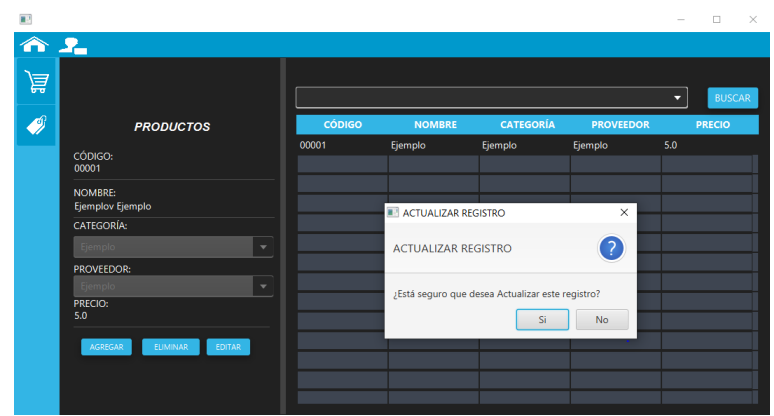 BUSCAR
PRODUCTOS
CÓDIGO:
00001
NOMBRE:
Ejemplov Ejemplo
CATEGORÍA:
Ejemplo
PROVEEDOR:
Ejemplo
PRECIO:
5.0
AGREGAR ELIMINAR EDITAR
CÓDIGO NOMBRE CATEGORÍA PROVEEDOR PRECIO
00001 Ejemplo Ejemplo Ejemplo 5.0
ACTUALIZAR REGISTRO
ACTUALIZAR REGISTRO
¿Está seguro que desea Actualizar este registro?
Si No